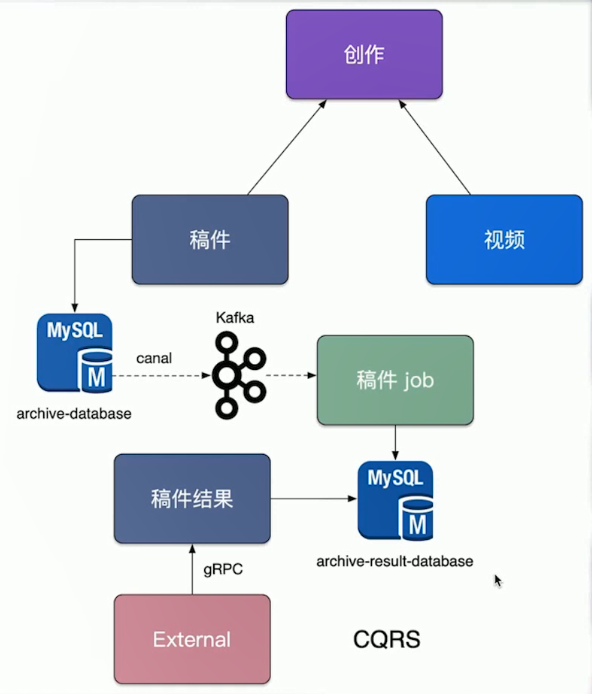 创作
稿件
视频
MySQL
M
archive-database
canal
Kafka
稿件 job
稿件结果
MySQL
M
archive-result-database
gRPC
External
CQRS